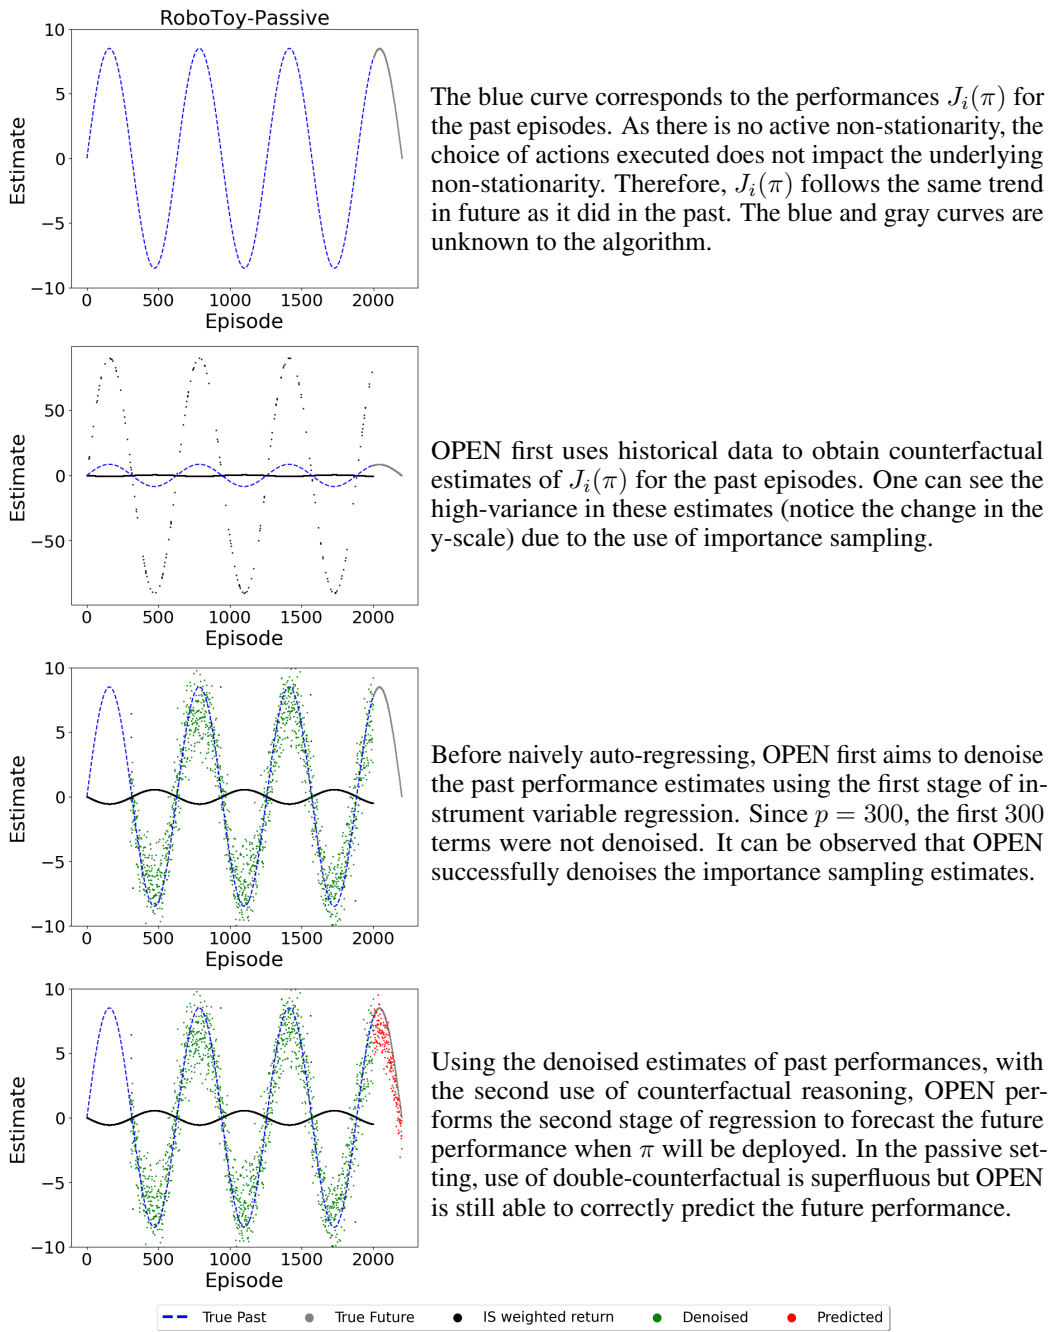 RoboToy-Passive
10
5
0
−5
−10
Estimate
0 500 1000 1500 2000
Episode
The blue curve corresponds to the performances J_i(π) for
the past episodes. As there is no active non-stationarity, the
choice of actions executed does not impact the underlying
non-stationarity. Therefore, J_i(π) follows the same trend
in future as it did in the past. The blue and gray curves are
unknown to the algorithm.
50
0
−50
Estimate
0 500 1000 1500 2000
Episode
OPEN first uses historical data to obtain counterfactual
estimates of J_i(π) for the past episodes. One can see the
high-variance in these estimates (notice the change in the
y-scale) due to the use of importance sampling.
10
5
0
−5
−10
Estimate
0 500 1000 1500 2000
Episode
Before naively auto-regressing, OPEN first aims to denoise
the past performance estimates using the first stage of in-
strument variable regression. Since p = 300, the first 300
terms were not denoised. It can be observed that OPEN
successfully denoises the importance sampling estimates.
10
5
0
−5
−10
Estimate
0 500 1000 1500 2000
Episode
Using the denoised estimates of past performances, with
the second use of counterfactual reasoning, OPEN per-
forms the second stage of regression to forecast the future
performance when π will be deployed. In the passive set-
ting, use of double-counterfactual is superfluous but OPEN
is still able to correctly predict the future performance.
True Past True Future IS weighted return Denoised Predicted